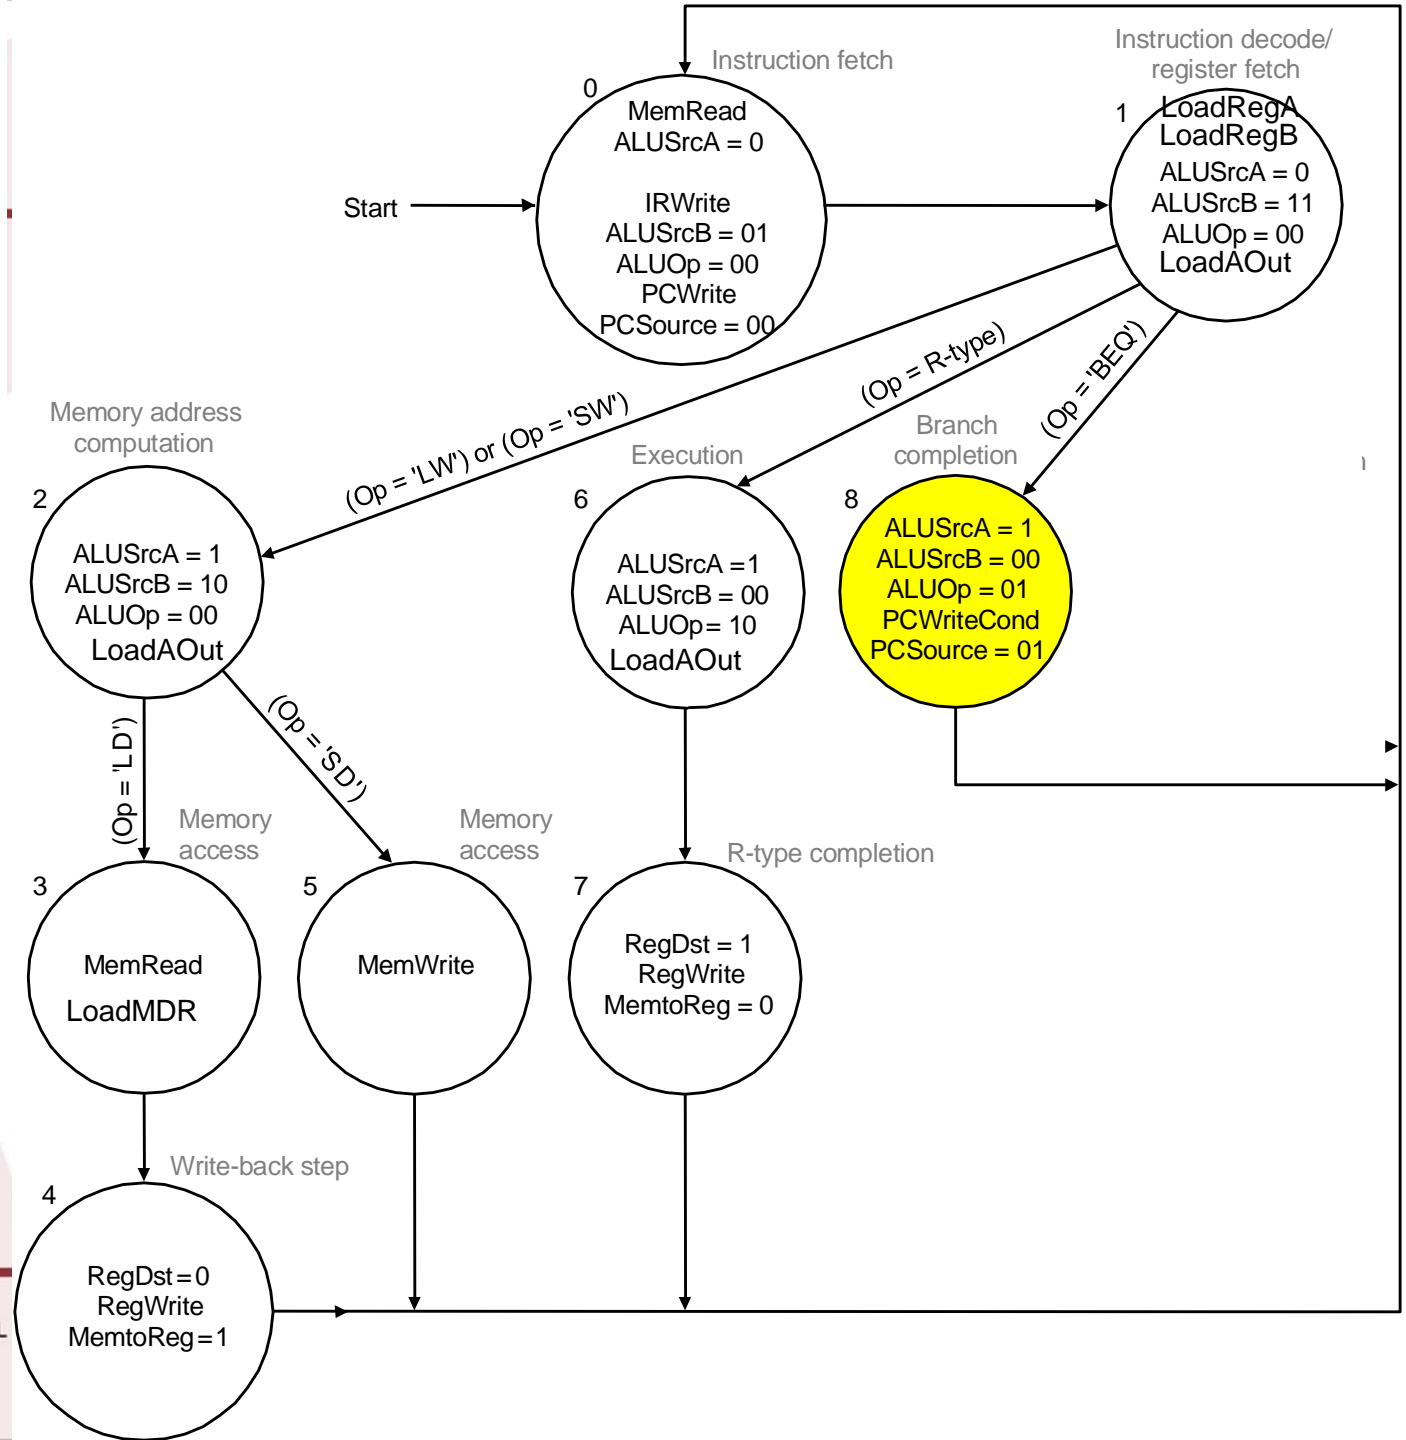 Instruction fetch
Instruction decode/
register fetch
0
MemRead
ALUSrcA = 0
IRWrite
ALUSrcB = 01
ALUOp = 00
PCWrite
PCSource = 00
Start
1
LoadRegA
LoadRegB
ALUSrcA = 0
ALUSrcB = 11
ALUOp = 00
LoadAOut
(Op = 'LW') or (Op = 'SW')
(Op = R-type)
(Op = 'BEQ')
Memory address
computation
2
ALUSrcA = 1
ALUSrcB = 10
ALUOp = 00
LoadAOut
Execution
6
ALUSrcA =1
ALUSrcB = 00
ALUOp= 10
LoadAOut
Branch
completion
8
ALUSrcA = 1
ALUSrcB = 00
ALUOp = 01
PCWriteCond
PCSource = 01
(Op = 'LD')
(Op = 'SD')
Memory
access
3
MemRead
LoadMDR
Memory
access
5
MemWrite
R-type completion
7
RegDst = 1
RegWrite
MemtoReg = 0
Write-back step
4
RegDst=0
RegWrite
MemtoReg=1